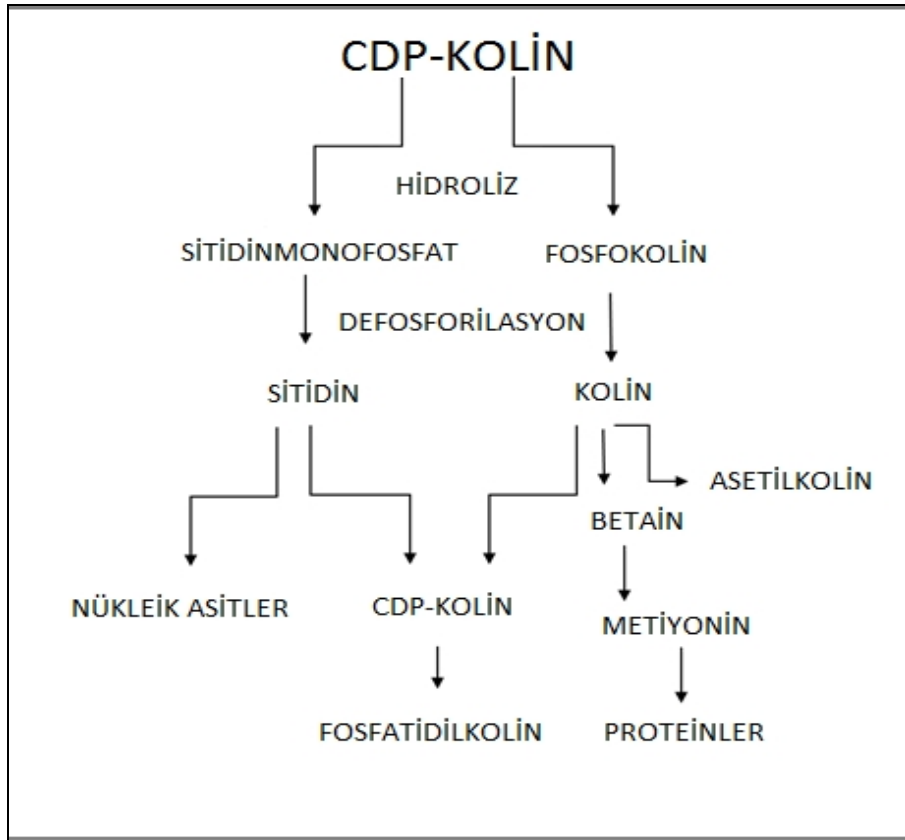 CDP-KOLİN
HİDROLİZ
SİTİDİNMONOFOSFAT
FOSFOKOLİN
DEFOSFORİLASYON
SİTİDİN
KOLİN
ASETİLKOLİN
BETAİN
NÜKLEİK ASİTLER
CDP-KOLİN
METİYONİN
FOSFATİDİLKOLİN
PROTEİNLER